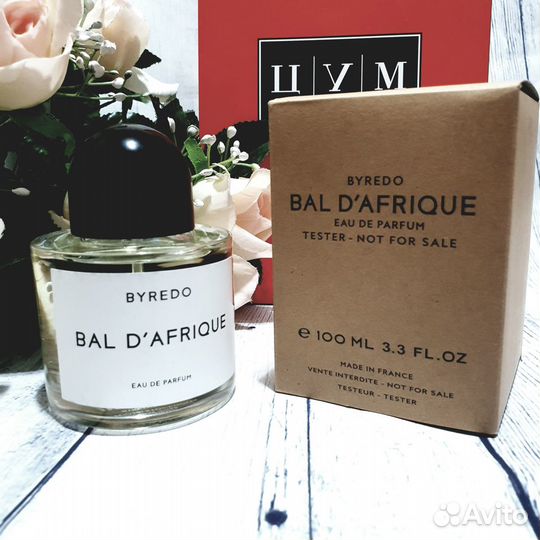 Ц У М
BYREDO
BAL D'AFRIQUE
EAU DE PARFUM
TESTER - NOT FOR SALE
e 100 ML 3.3 FL.OZ
MADE IN FRANCE
VENTE INTERDITE - NOT FOR SALE
TESTEUR - TESTER
BYREDO
BAL D'AFRIQUE
EAU DE PARFUM
Avito